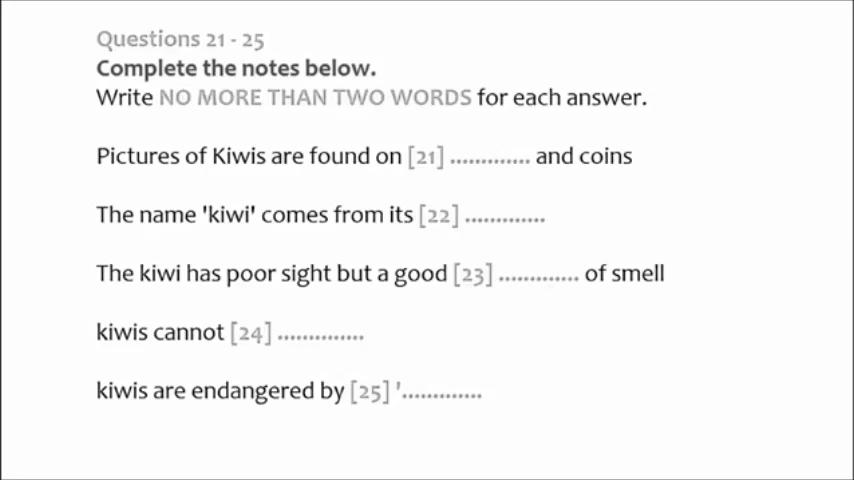 Questions 21 - 25
Complete the notes below.
Write NO MORE THAN TWO WORDS for each answer.
Pictures of Kiwis are found on [21] ............. and coins
The name 'kiwi' comes from its [22] .............
The kiwi has poor sight but a good [23] ............. of smell
kiwis cannot [24] ..............
kiwis are endangered by [25] '.............